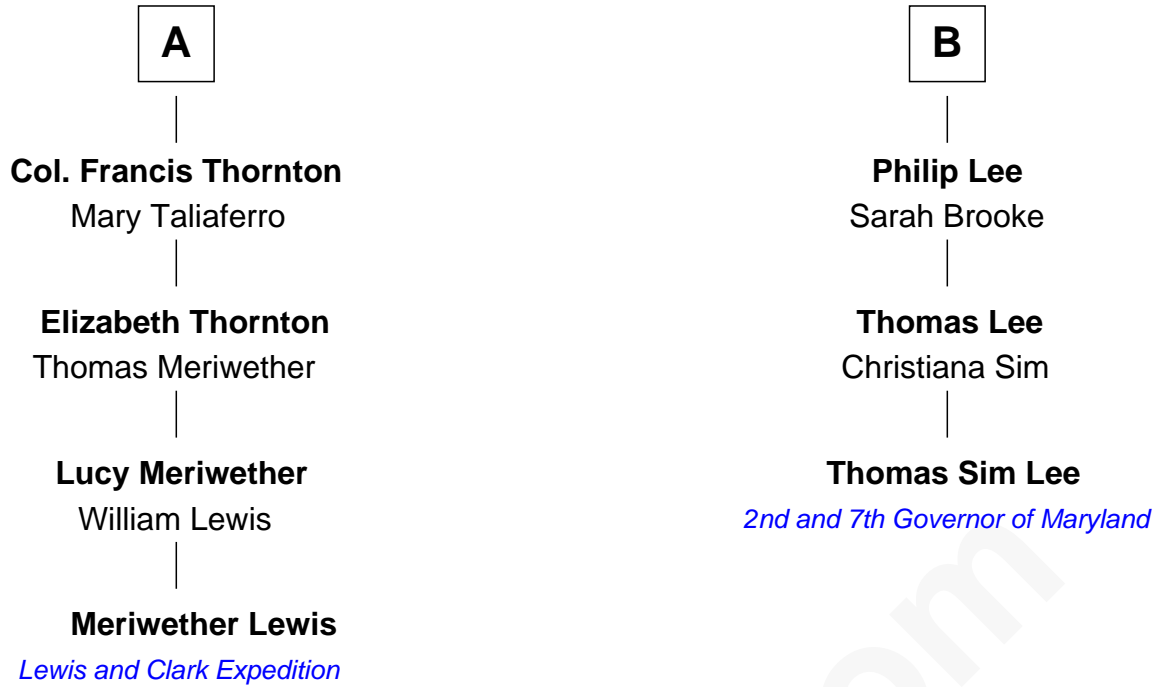 A
Col. Francis Thornton
Mary Taliaferro
Elizabeth Thornton
Thomas Meriwether
Lucy Meriwether
William Lewis
Meriwether Lewis
Lewis and Clark Expedition
B
Philip Lee
Sarah Brooke
Thomas Lee
Christiana Sim
Thomas Sim Lee
2nd and 7th Governor of Maryland
om